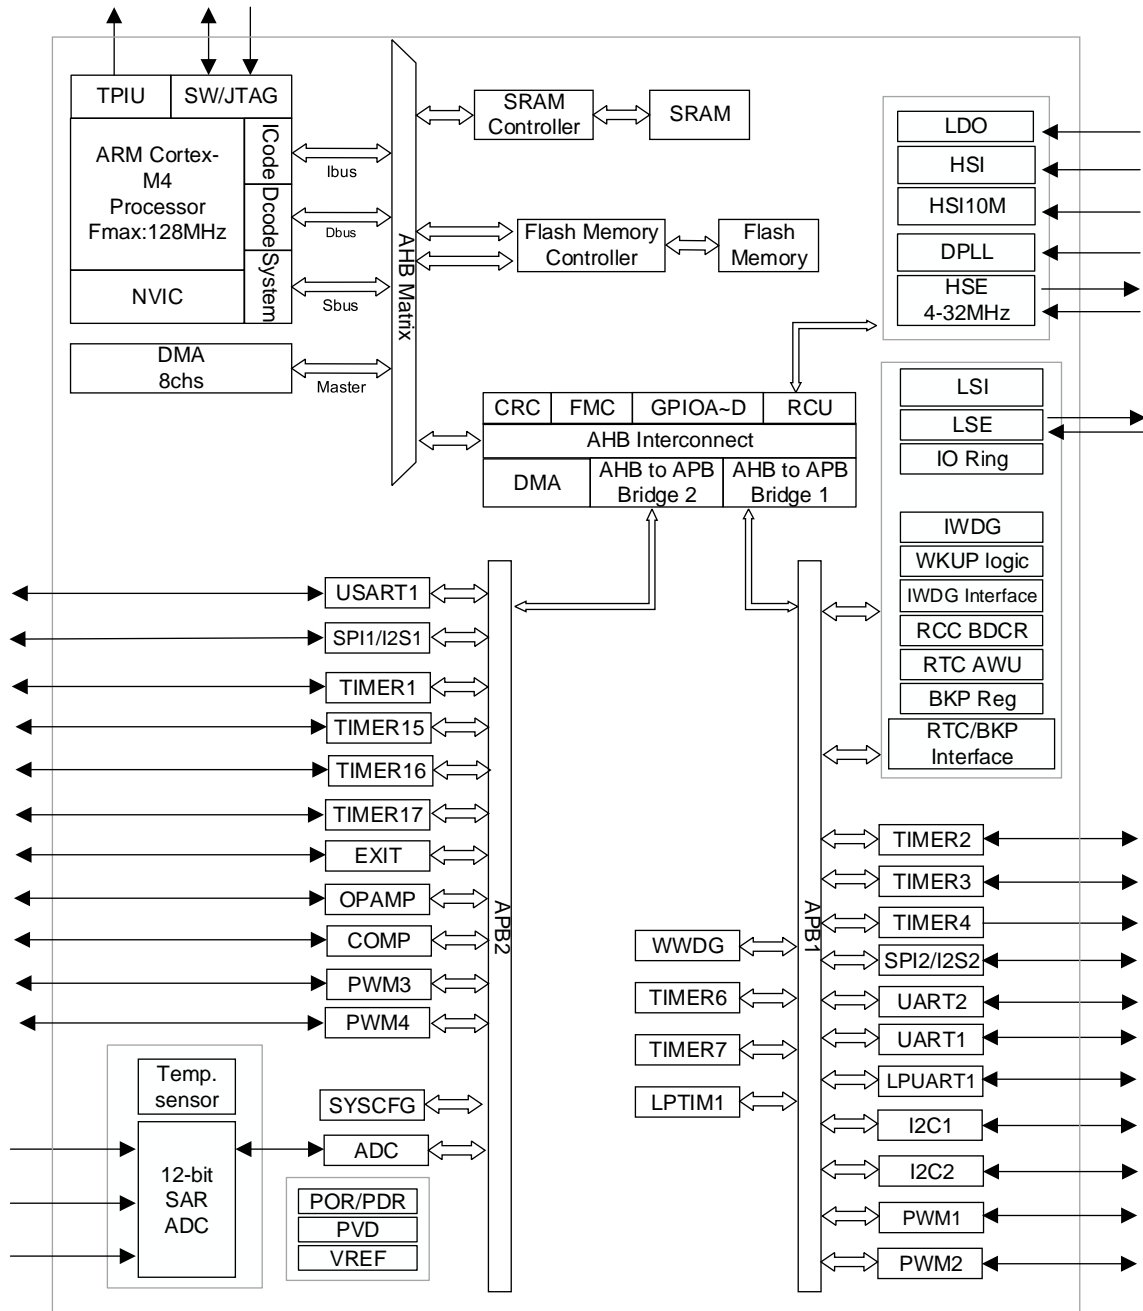 TPIU
SW/JTAG
ARM Cortex-
M4
Processor
Fmax:128MHz
ICode
Dcode
System
NVIC
DMA
8chs
Ibus
Dbus
Sbus
Master
AHB Matrix
SRAM
Controller
SRAM
Flash Memory
Controller
Flash
Memory
LDO
HSI
HSI10M
DPLL
HSE
4-32MHz
CRC
FMC
GPIOA~D
RCU
AHB Interconnect
DMA
AHB to APB
Bridge 2
AHB to APB
Bridge 1
LSI
LSE
IO Ring
IWDG
WKUP logic
IWDG Interface
RCC BDCR
RTC AWU
BKP Reg
RTC/BKP
Interface
USART1
SPI1/I2S1
TIMER1
TIMER15
TIMER16
TIMER17
EXIT
OPAMP
COMP
PWM3
PWM4
SYSCFG
ADC
APB2
Temp.
sensor
12-bit
SAR
ADC
POR/PDR
PVD
VREF
WWDG
TIMER6
TIMER7
LPTIM1
APB1
TIMER2
TIMER3
TIMER4
SPI2/I2S2
UART2
UART1
LPUART1
I2C1
I2C2
PWM1
PWM2